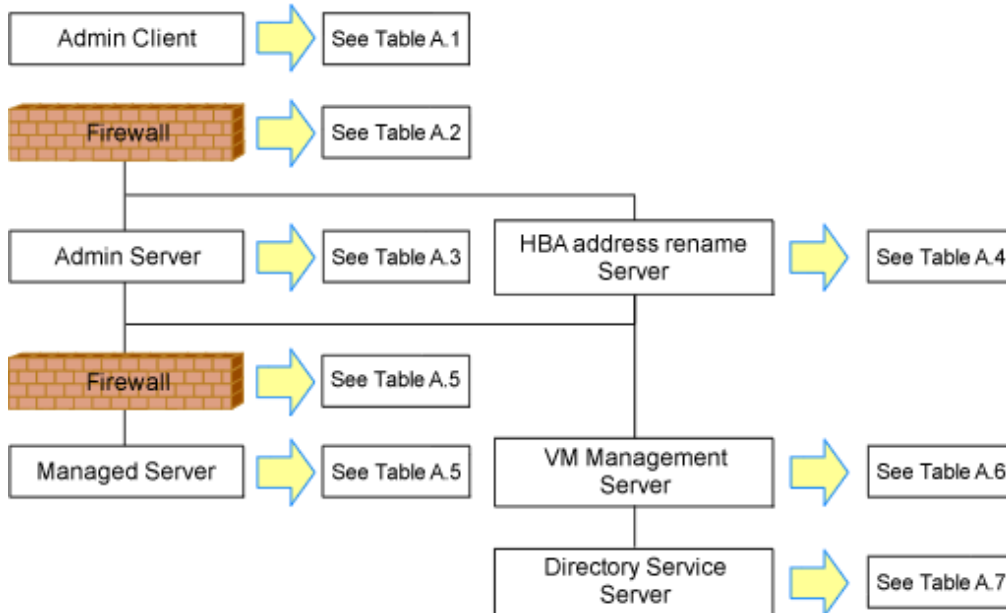 Admin Client
See Table A.1
Firewall
See Table A.2
Admin Server
See Table A.3
HBA address rename
Server
See Table A.4
Firewall
See Table A.5
Managed Server
See Table A.5
VM Management
Server
See Table A.6
Directory Service
Server
See Table A.7